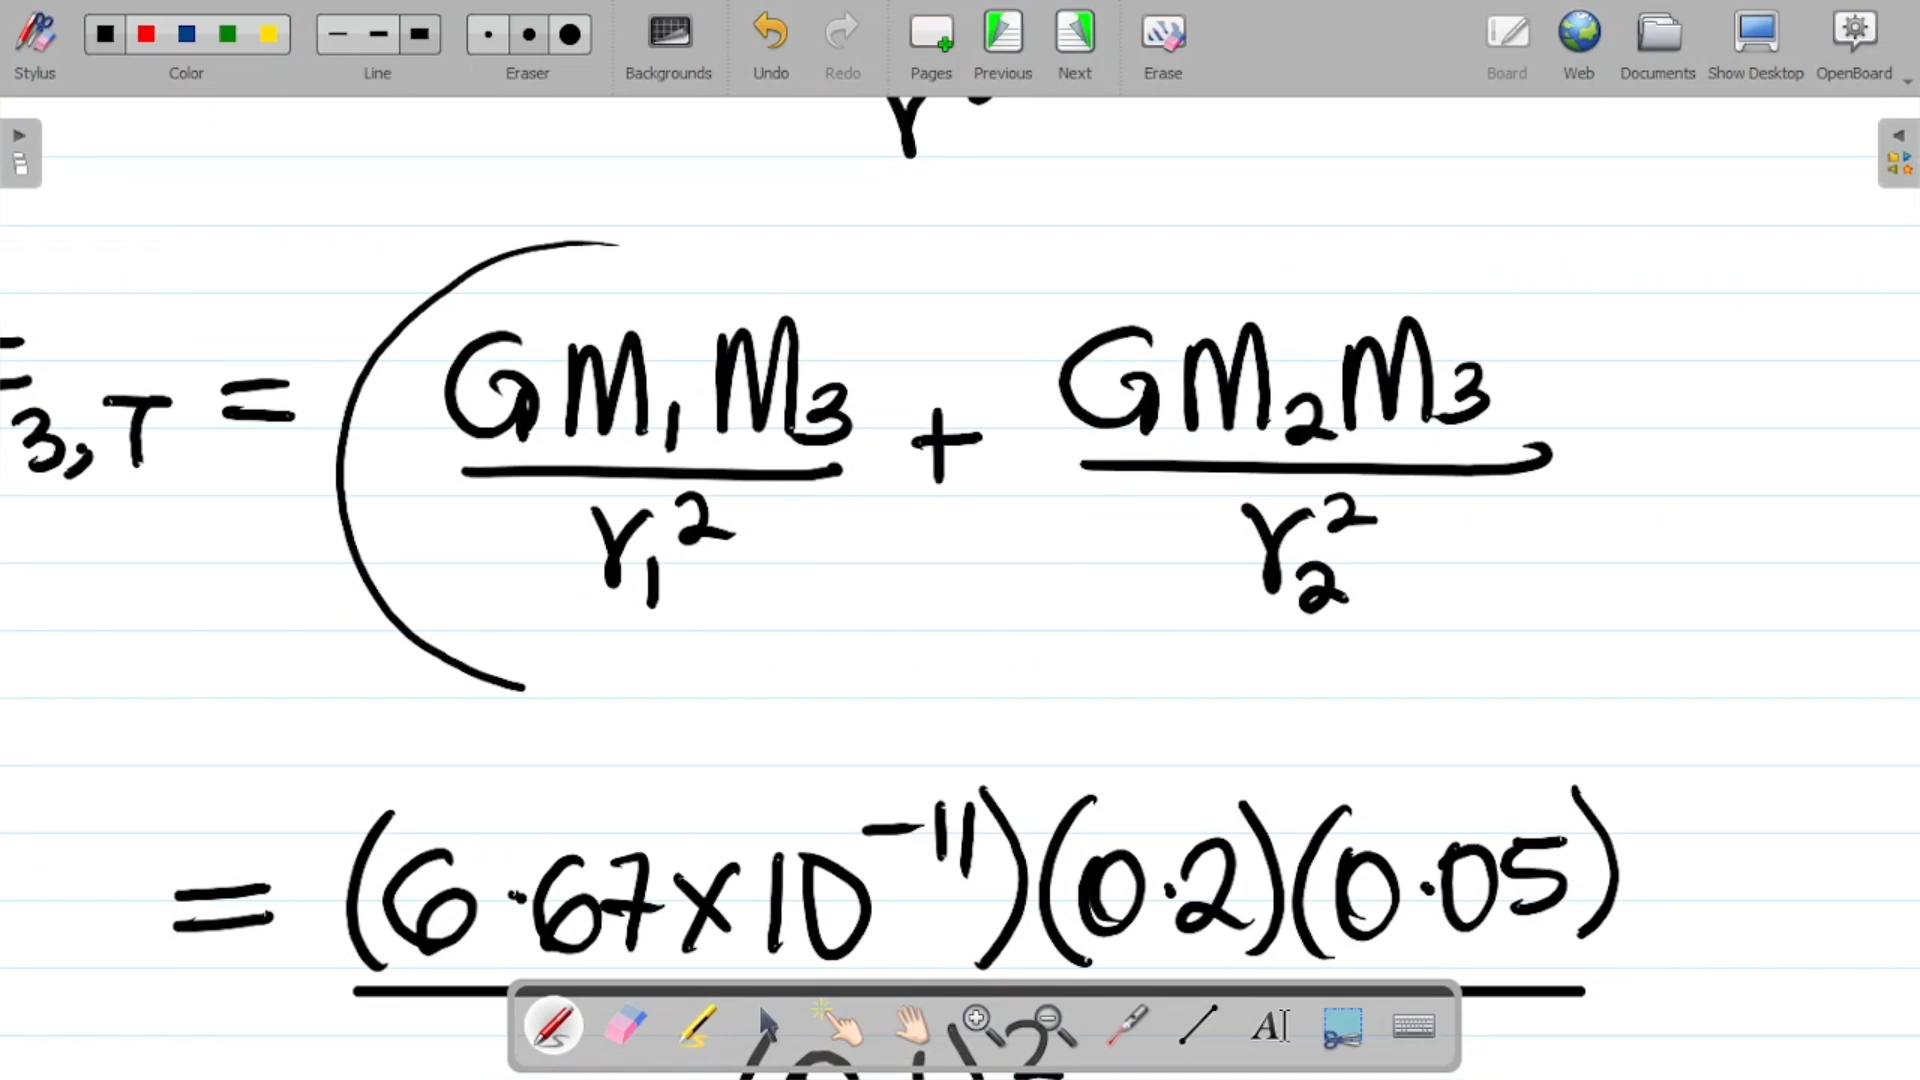 Stylus Color Line Eraser Backgrounds Undo Redo Pages Previous Next Erase Board Web Documents Show Desktop OpenBoard
r
3,T = ( GM₁M₃ / r₁² + GM₂M₃ / r₂²
= (6.67×10⁻¹¹)(0.2)(0.05)